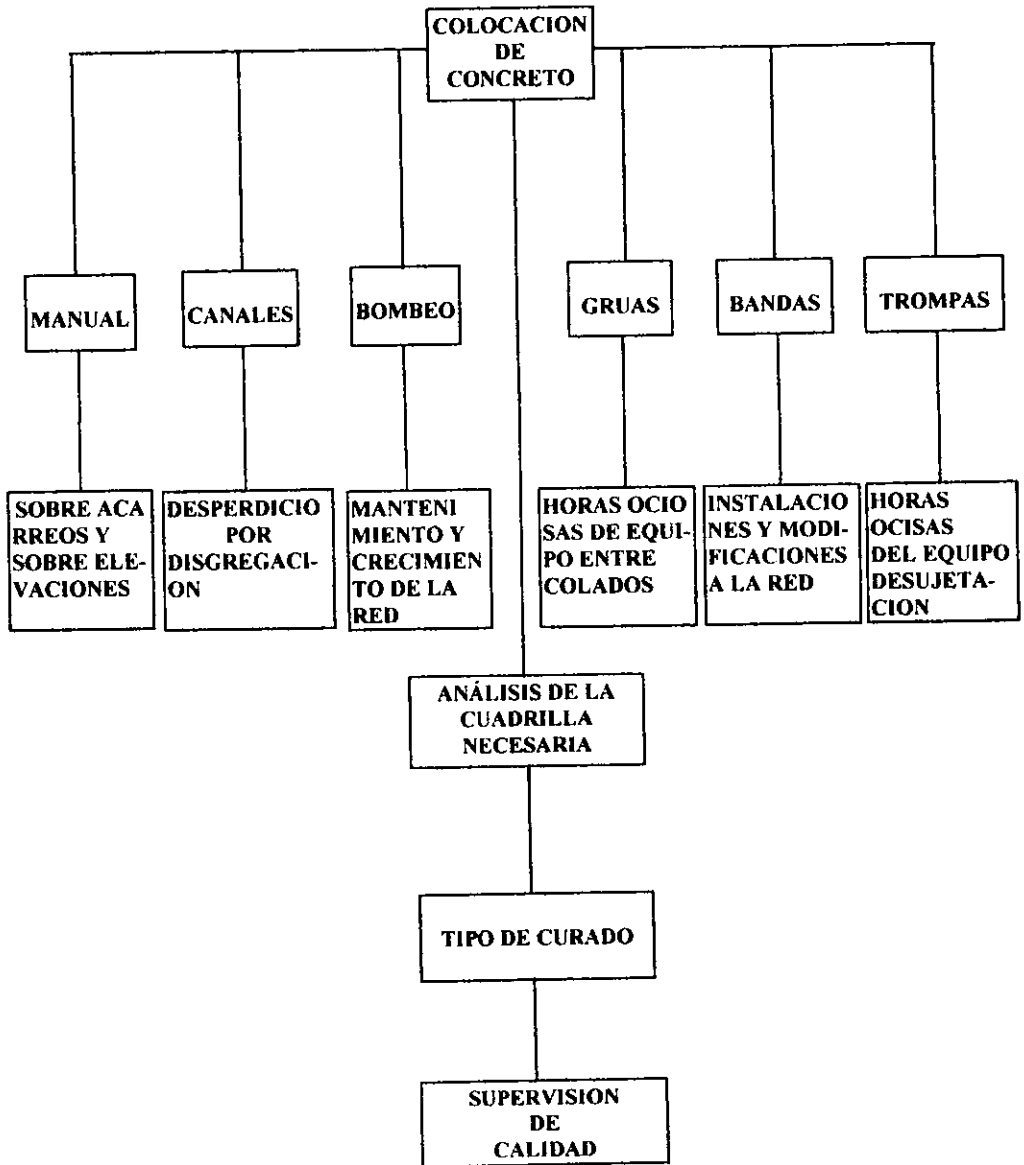 COLOCACION
DE
CONCRETO
MANUAL
CANALES
BOMBEO
GRUAS
BANDAS
TROMPAS
SOBRE ACA
RREOS Y
SOBRE ELE-
VACIONES
DESPERDICIO
POR
DISGREGACI-
ON
MANTENI
MIENTO Y
CRECIMIEN
TO DE LA
RED
HORAS OCIO
SAS DE EQUI-
PO ENTRE
COLADOS
INSTALACIO
NES Y MODI-
FICACIONES
A LA RED
HORAS
OCISAS
DEL EQUIPO
DESUJETA-
CION
ANÁLISIS DE LA
CUADRILLA
NECESARIA
TIPO DE CURADO
SUPERVISION
DE
CALIDAD